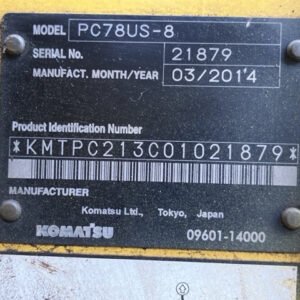 MODEL PC78US-8
SERIAL NO. 21879
MANUFACT. MONTH/YEAR 03/2014
Product Identification Number
*KMTPC213C01021879*
Komatsu Ltd., Tokyo, Japan
KOMATSU 09601-14000